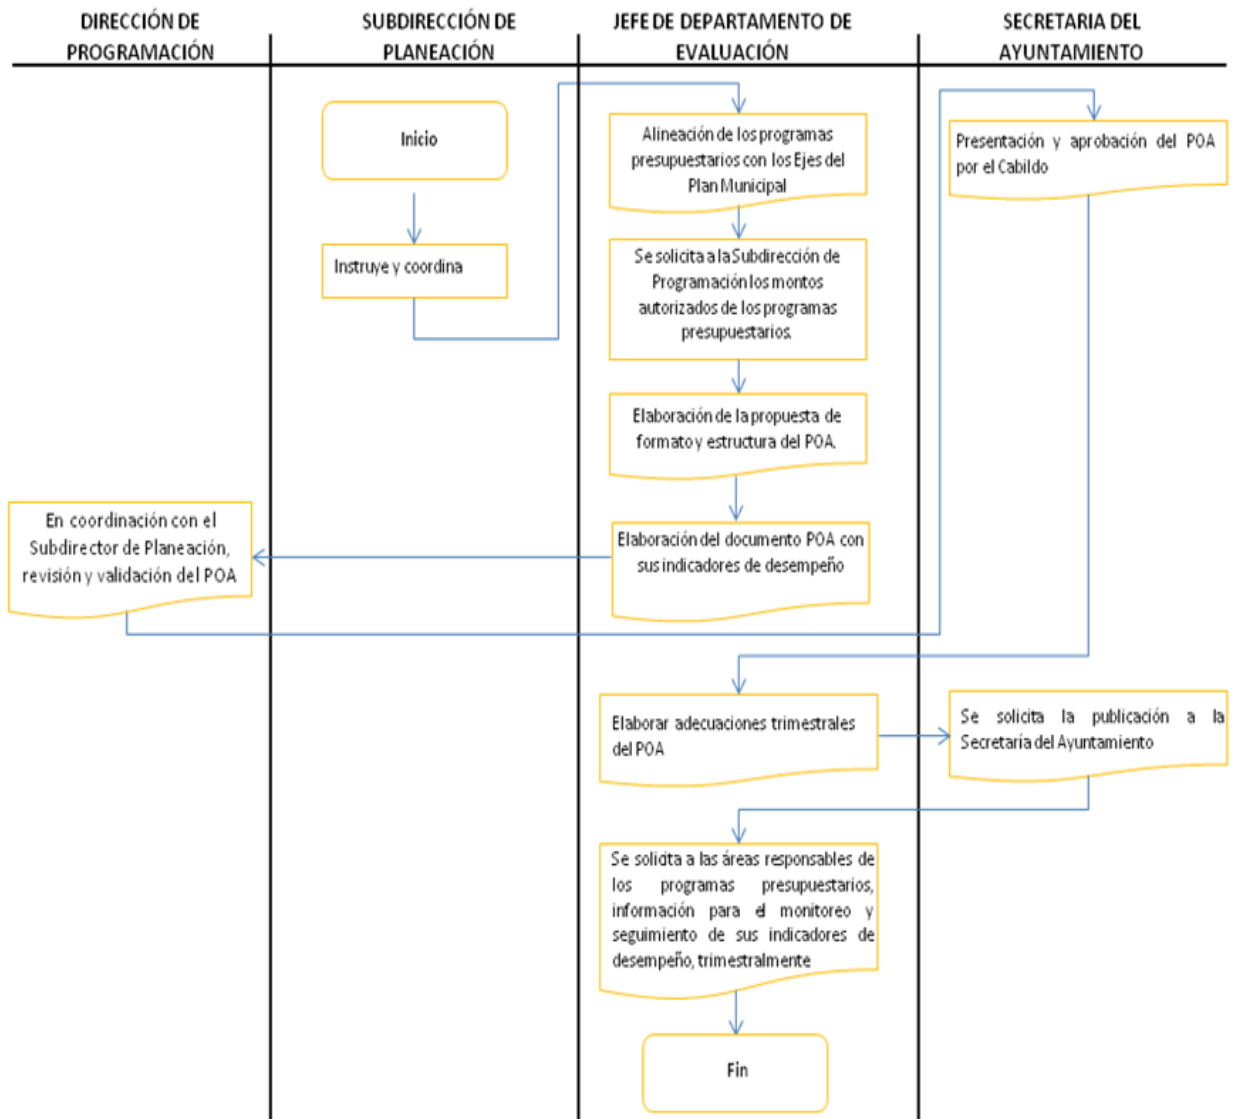 DIRECCIÓN DE
PROGRAMACIÓN
SUBDIRECCIÓN DE
PLANEACIÓN
JEFE DE DEPARTAMENTO DE
EVALUACIÓN
SECRETARIA DEL
AYUNTAMIENTO
Inicio
Instruye y coordina
Alineación de los programas
presupuestarios con los Ejes del
Plan Municipal
Se solicita a la Subdirección de
Programación los montos
autorizados de los programas
presupuestarios.
Elaboración de la propuesta de
formato y estructura del POA.
Elaboración del documento POA con
sus indicadores de desempeño
En coordinación con el
Subdirector de Planeación,
revisión y validación del POA
Presentación y aprobación del POA
por el Cabildo
Elaborar adecuaciones trimestrales
del POA
Se solicita la publicación a la
Secretaría del Ayuntamiento
Se solicita a las áreas responsables de
los programas presupuestarios,
información para el monitoreo y
seguimiento de sus indicadores de
desempeño, trimestralmente
Fin